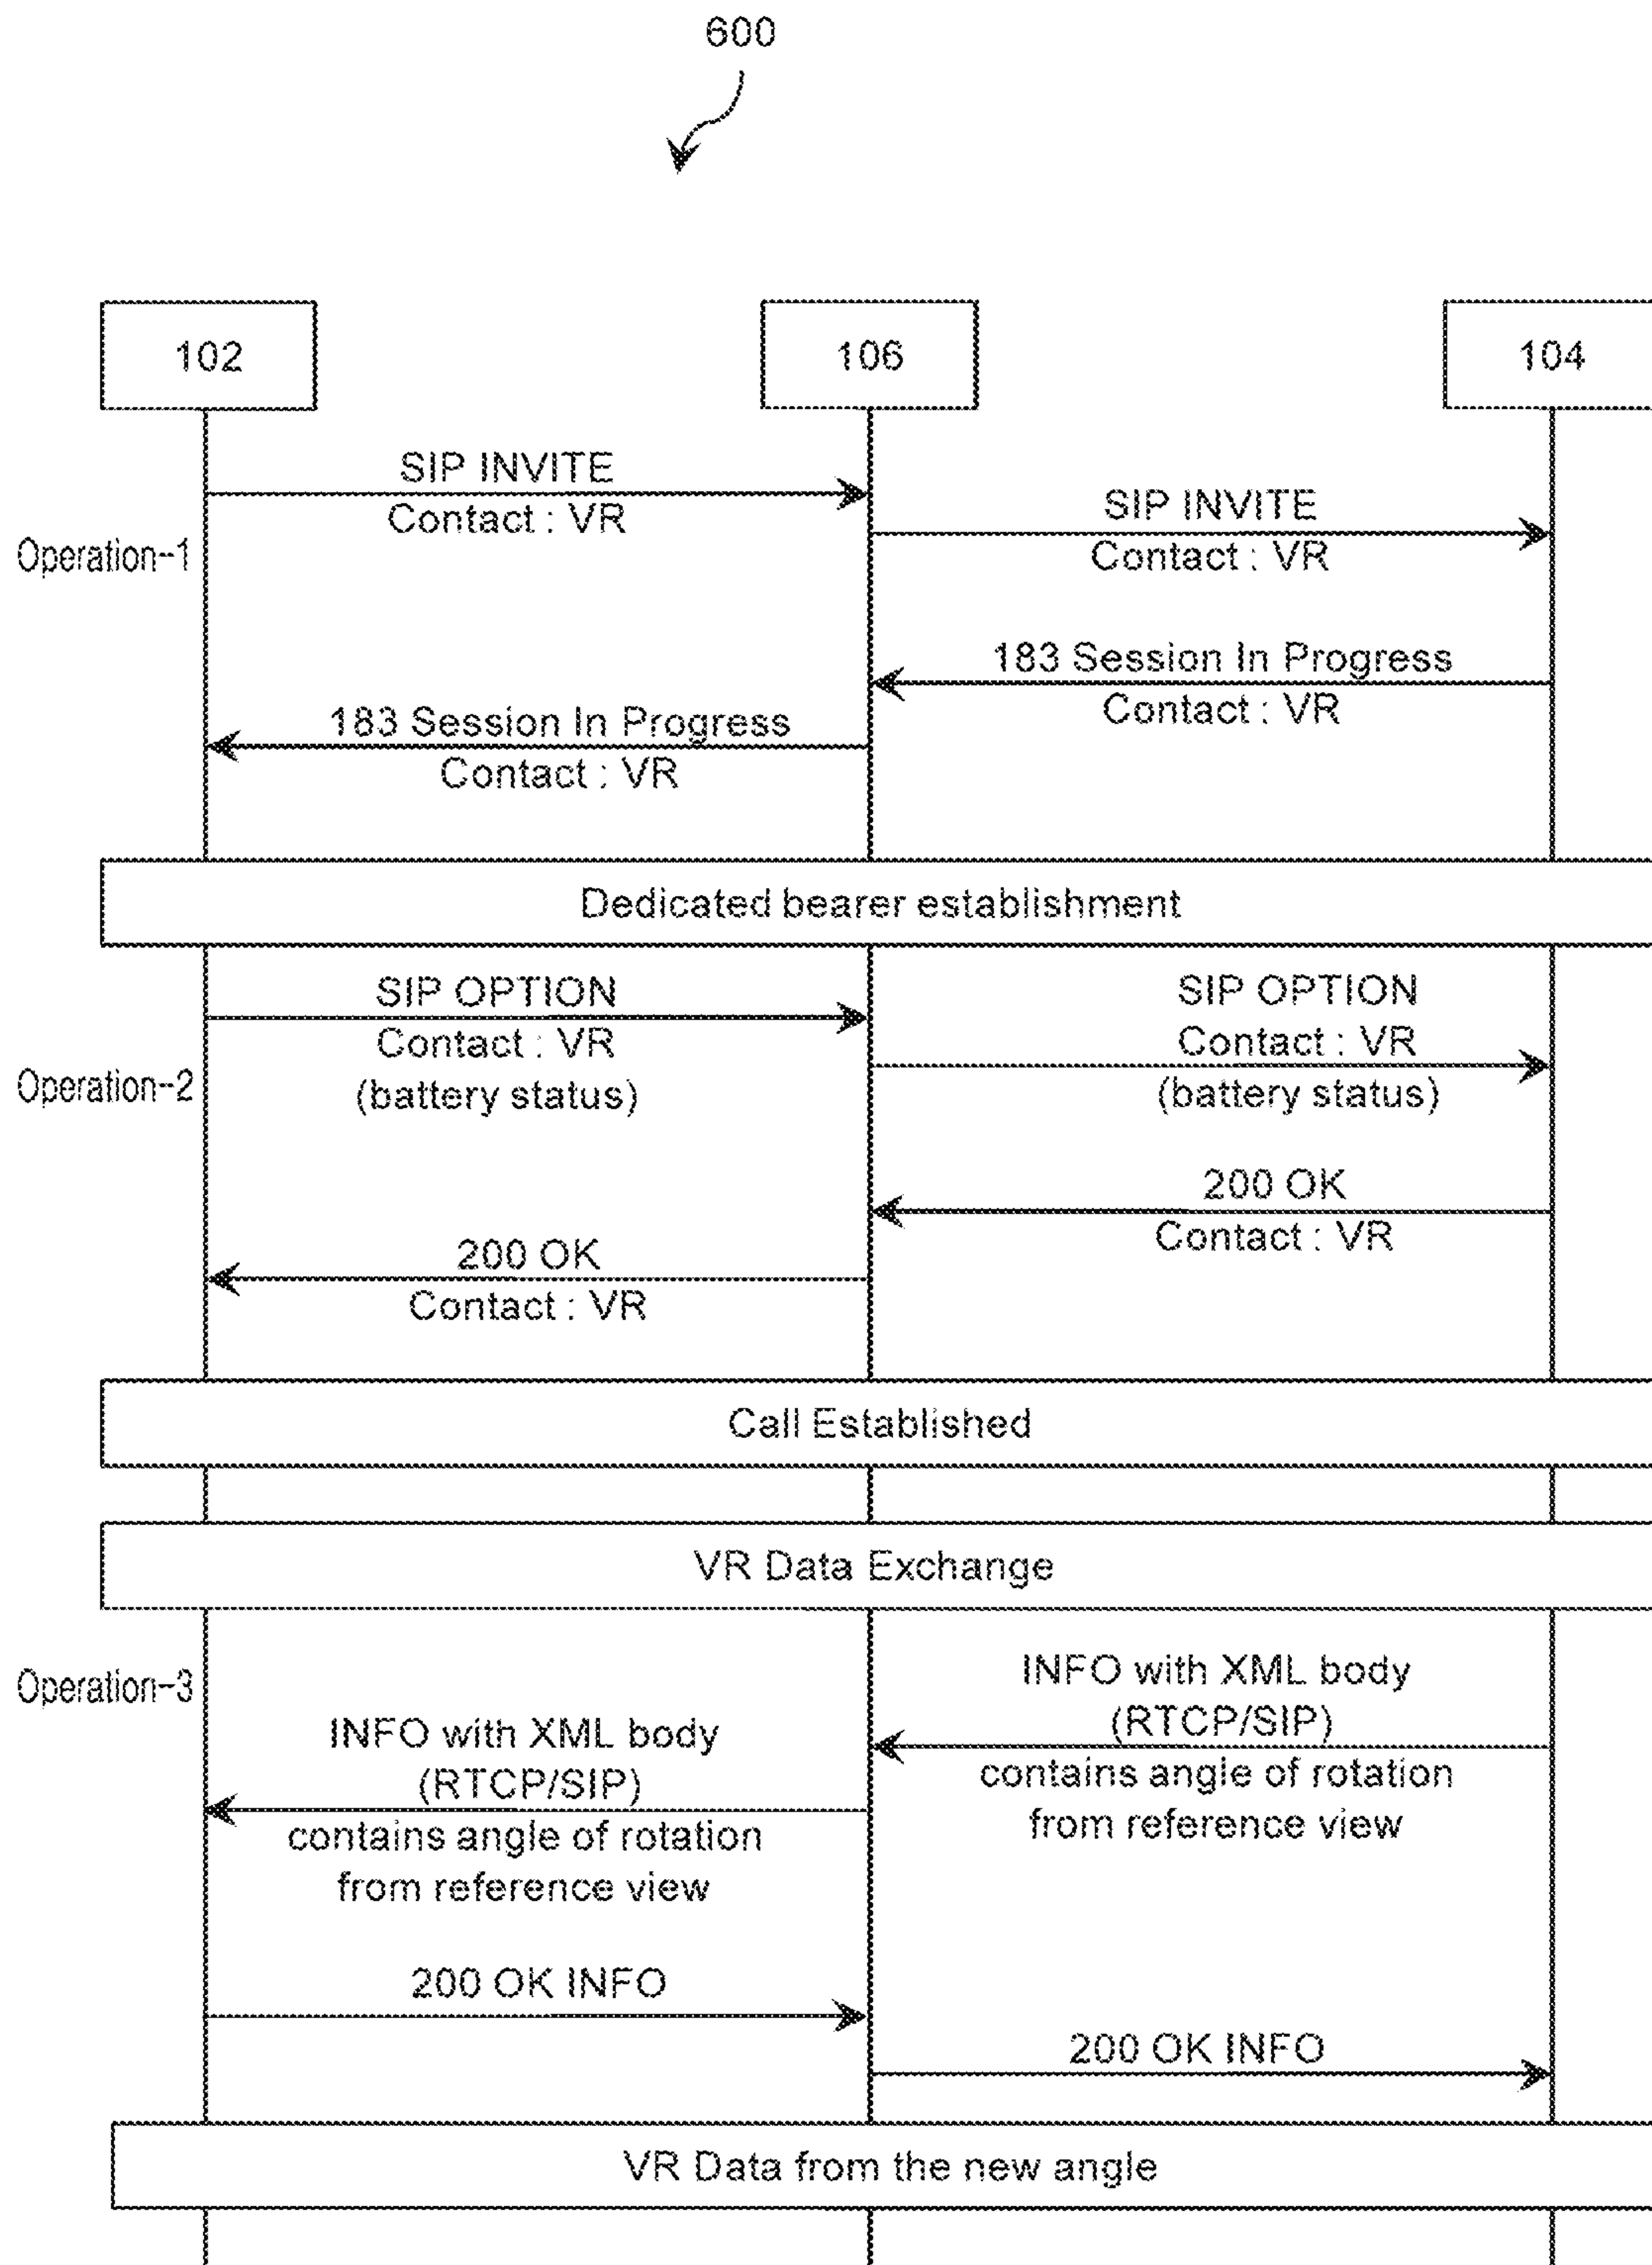 600
102
106
104
SIP INVITE
Contact : VR
SIP INVITE
Contact : VR
Operation-1
183 Session In Progress
Contact : VR
183 Session In Progress
Contact : VR
Dedicated bearer establishment
SIP OPTION
Contact : VR
(battery status)
SIP OPTION
Contact : VR
(battery status)
Operation-2
200 OK
Contact : VR
200 OK
Contact : VR
Call Established
VR Data Exchange
Operation-3
INFO with XML body
(RTCP/SIP)
contains angle of rotation
from reference view
INFO with XML body
(RTCP/SIP)
contains angle of rotation
from reference view
200 OK INFO
200 OK INFO
VR Data from the new angle